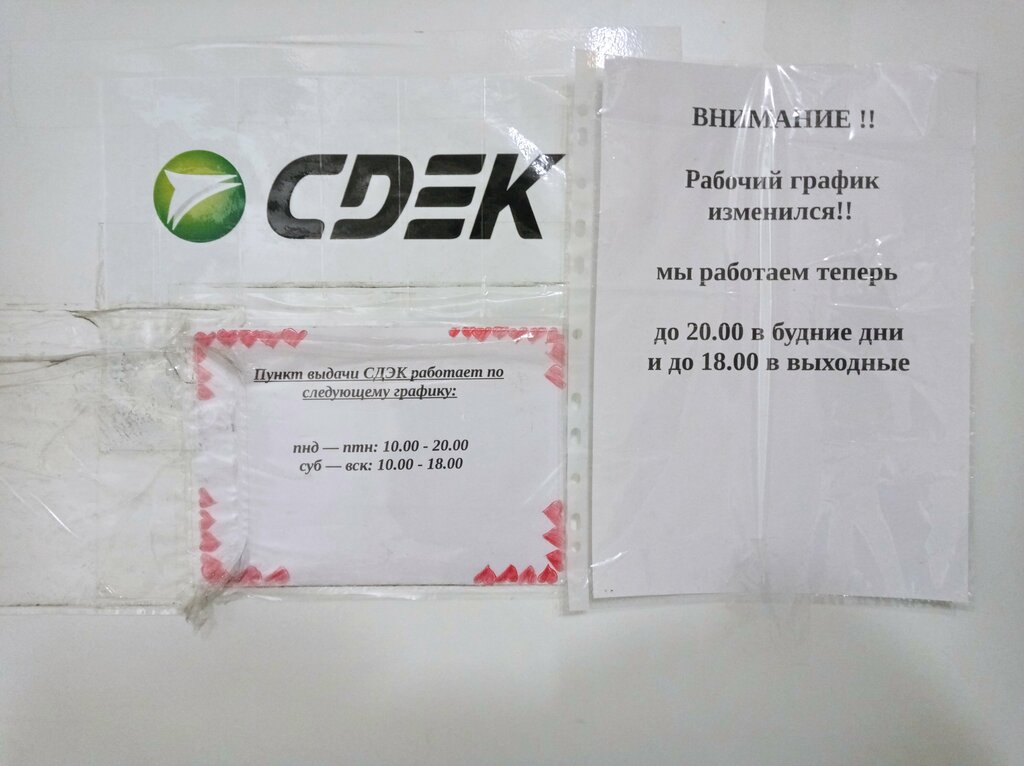 CDEK
Пункт выдачи СДЭК работает по
следующему графику:
пнд — птн: 10.00 - 20.00
суб — вск: 10.00 - 18.00
ВНИМАНИЕ !!
Рабочий график
изменился!!
мы работаем теперь
до 20.00 в будние дни
и до 18.00 в выходные